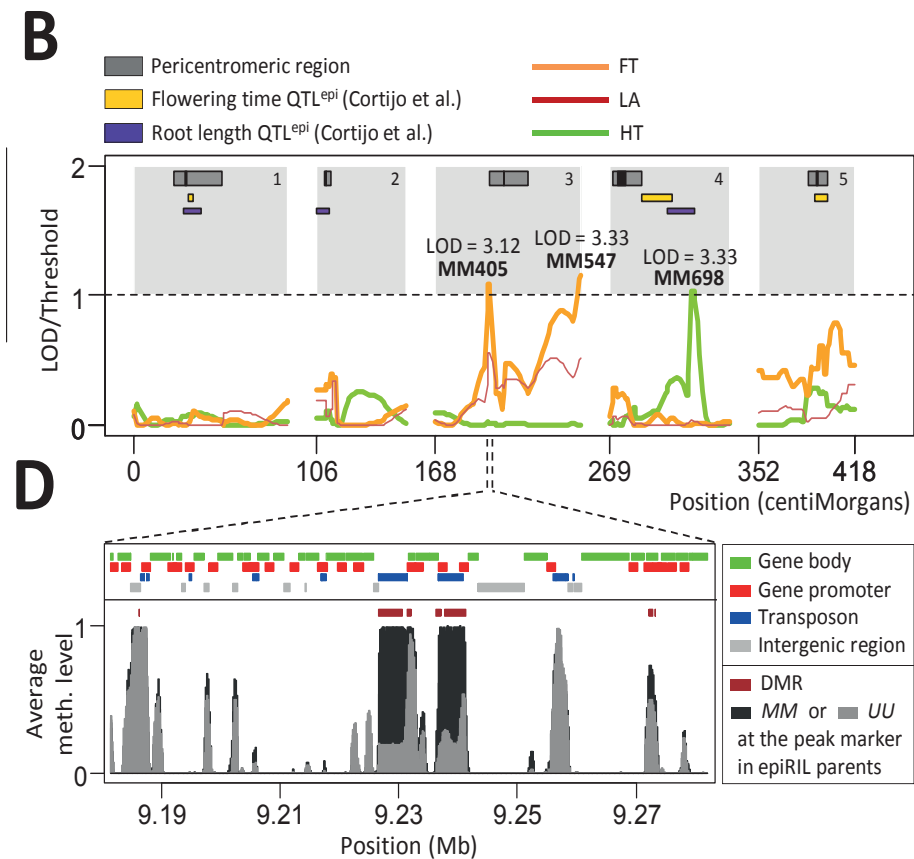 B
Pericentromeric region
FT
Flowering time QTLepi (Cortijo et al.)
LA
Root length QTLepi (Cortijo et al.)
HT
LOD/Threshold
2
1
0
1
2
3
4
5
LOD = 3.12
MM405
LOD = 3.33
MM547
LOD = 3.33
MM698
0
106
168
269
352
418
Position (centiMorgans)
D
Gene body
Gene promoter
Transposon
Intergenic region
DMR
MM or UU
at the peak marker
in epiRIL parents
Average
meth. level
1
0
9.19
9.21
9.23
9.25
9.27
Position (Mb)